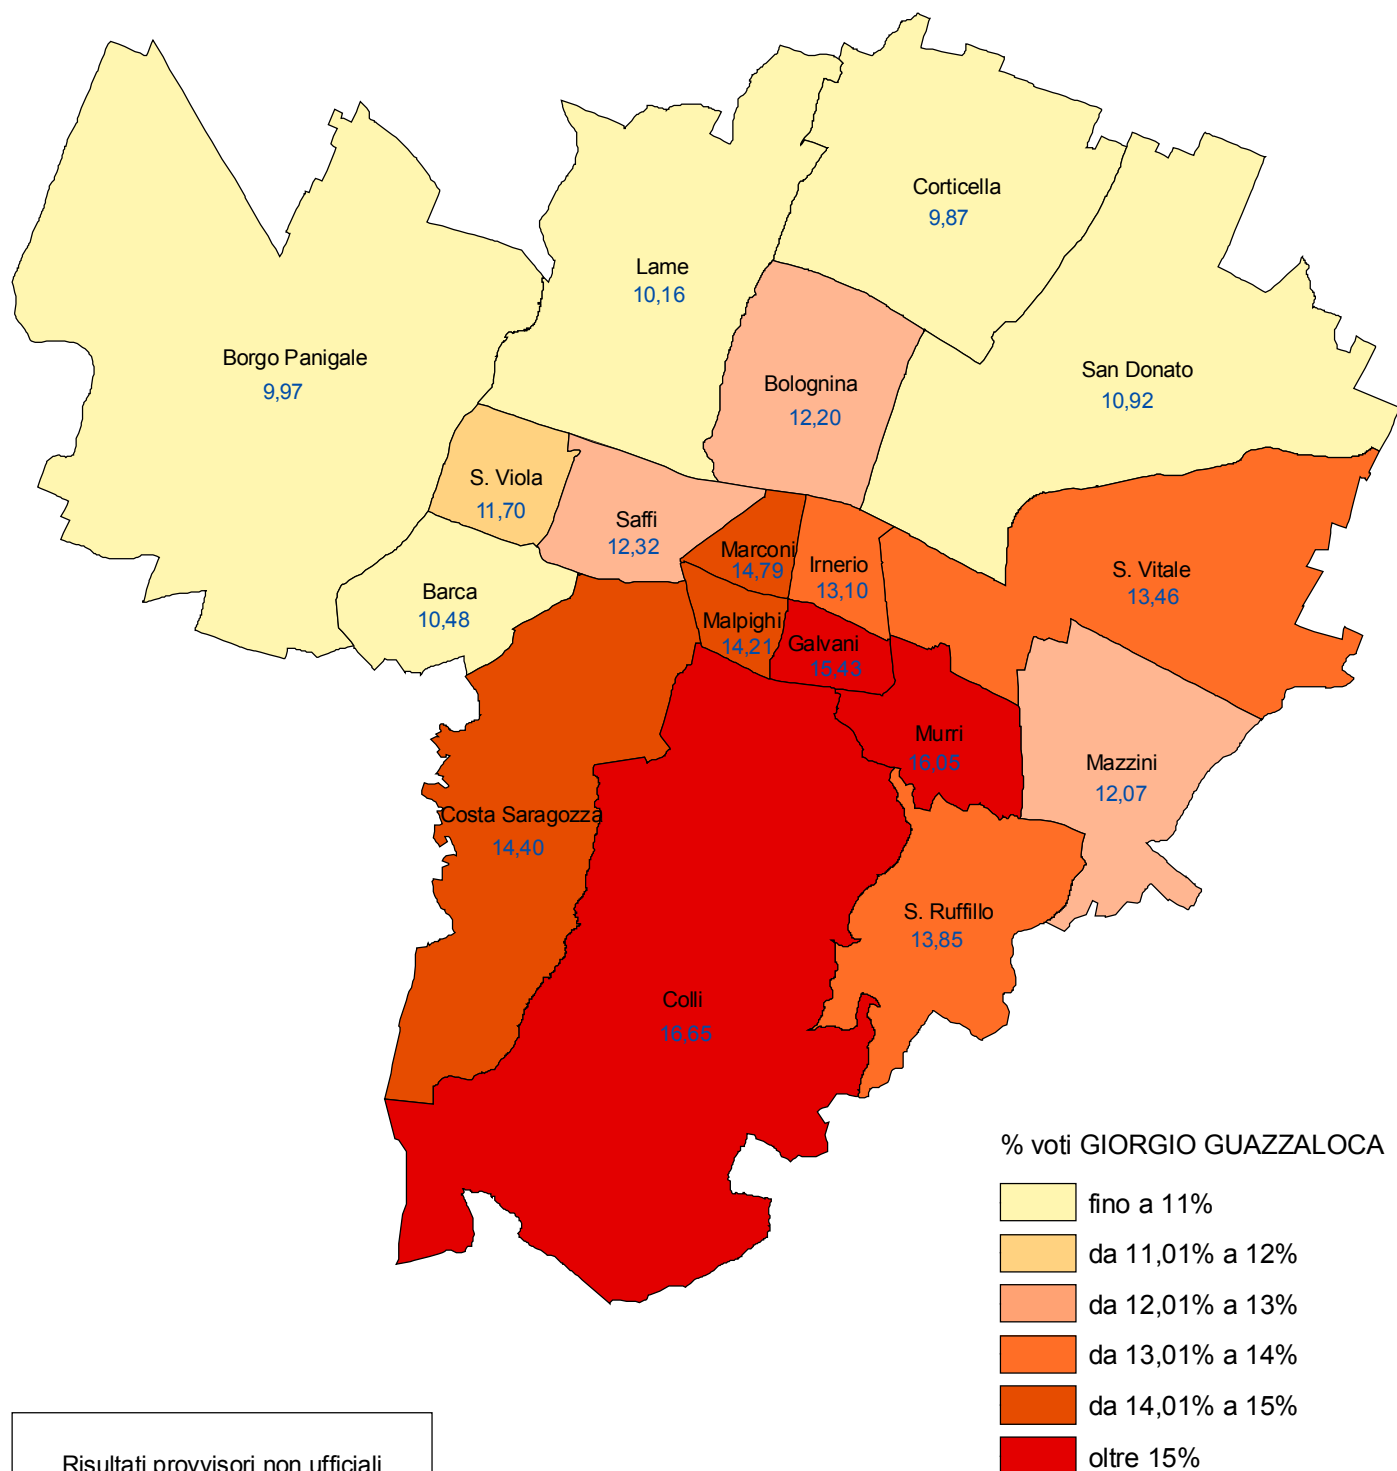 Corticella
9,87
Lame
10,16
Borgo Panigale
9,97
San Donato
10,92
Bolognina
12,20
S. Viola
11,70
Saffi
12,32
Marconi
14,79
Irnerio
13,10
S. Vitale
13,46
Barca
10,48
Malpighi
14,21
Galvani
15,43
Murri
16,05
Mazzini
12,07
Costa Saragozza
14,40
S. Ruffillo
13,85
Colli
16,65
% voti GIORGIO GUAZZALOCA
fino a 11%
da 11,01% a 12%
da 12,01% a 13%
da 13,01% a 14%
da 14,01% a 15%
oltre 15%
Risultati provvisori non ufficiali